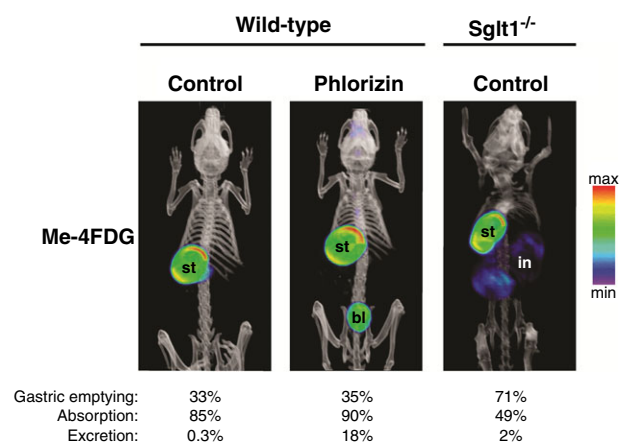 Wild-type
Sglt1-/-
Control
Phlorizin
Control
Me-4FDG
st
st
bl
st
in
max
min
Gastric emptying: 33% 35% 71%
Absorption: 85% 90% 49%
Excretion: 0.3% 18% 2%